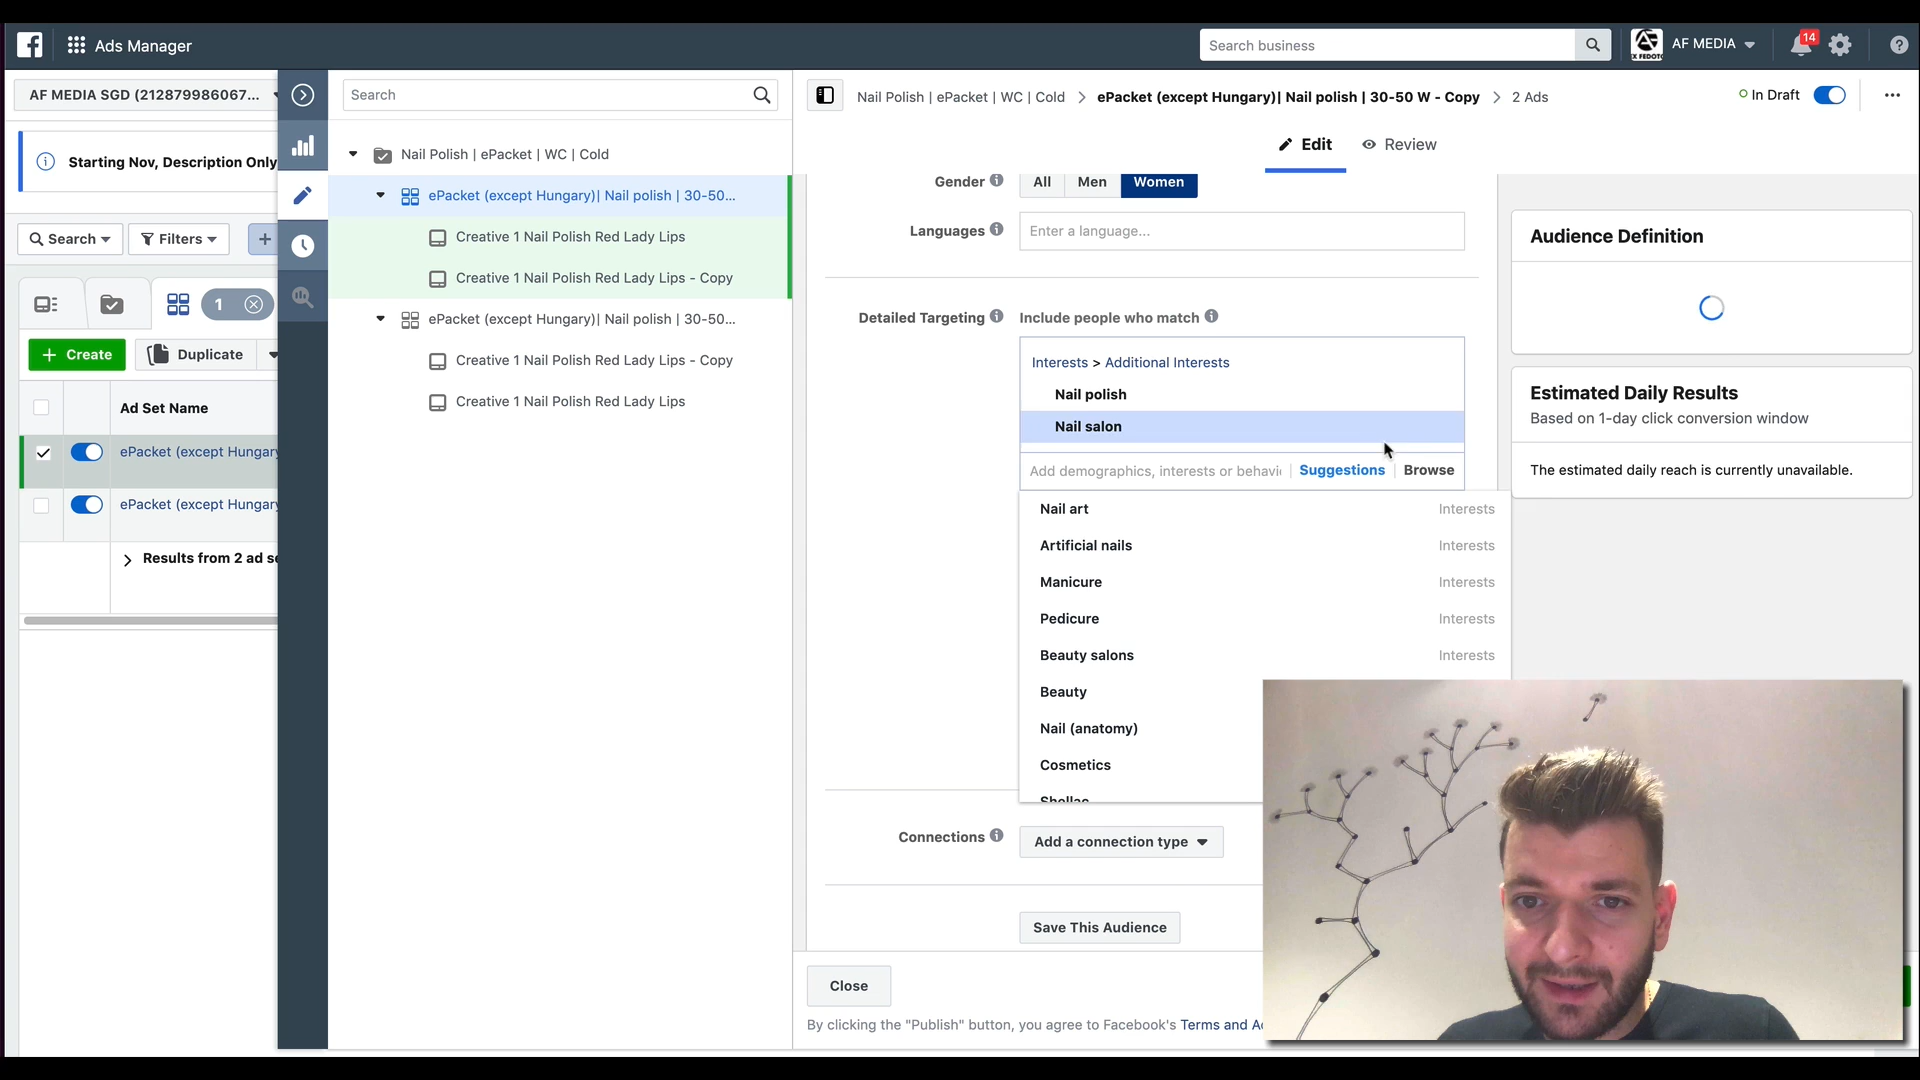 Ads Manager
Search business
AF MEDIA
14
AF MEDIA SGD (21287998606​7...
Search
Nail Polish | ePacket | WC | Cold
ePacket (except Hungary)| Nail polish | 30-50 W - Copy
2 Ads
In Draft
Starting Nov, Description Only
Nail Polish | ePacket | WC | Cold
Edit
Review
Gender
All
Men
Women
ePacket (except Hungary)| Nail polish | 30-50...
Languages
Enter a language...
Search
Filters
Creative 1 Nail Polish Red Lady Lips
Audience Definition
Creative 1 Nail Polish Red Lady Lips - Copy
1
ePacket (except Hungary)| Nail polish | 30-50...
Detailed Targeting
Include people who match
Create
Duplicate
Creative 1 Nail Polish Red Lady Lips - Copy
Interests > Additional Interests
Nail polish
Nail salon
Estimated Daily Results
Based on 1-day click conversion window
Ad Set Name
Creative 1 Nail Polish Red Lady Lips
ePacket (except Hungary
Add demographics, interests or behavi
Suggestions
Browse
The estimated daily reach is currently unavailable.
ePacket (except Hungary
Nail art
Interests
Artificial nails
Interests
Results from 2 ad se
Manicure
Interests
Pedicure
Interests
Beauty salons
Interests
Beauty
Nail (anatomy)
Cosmetics
Shellac
Connections
Add a connection type
Save This Audience
Close
By clicking the "Publish" button, you agree to Facebook's Terms and Ad